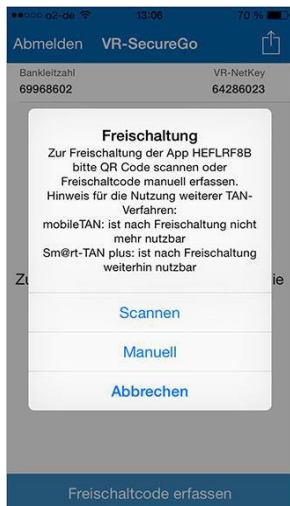 o2-de 13:06 70 %
Abmelden VR-SecureGo
Bankleitzahl VR-NetKey
69968602 64286023
Freischaltung
Zur Freischaltung der App HEFLRF8B
bitte QR Code scannen oder
Freischaltcode manuell erfassen.
Hinweis für die Nutzung weiterer TAN-
Verfahren:
mobileTAN: ist nach Freischaltung nicht
mehr nutzbar
Sm@rt-TAN plus: ist nach Freischaltung
weiterhin nutzbar
Scannen
Manuell
Abbrechen
Freischaltcode erfassen